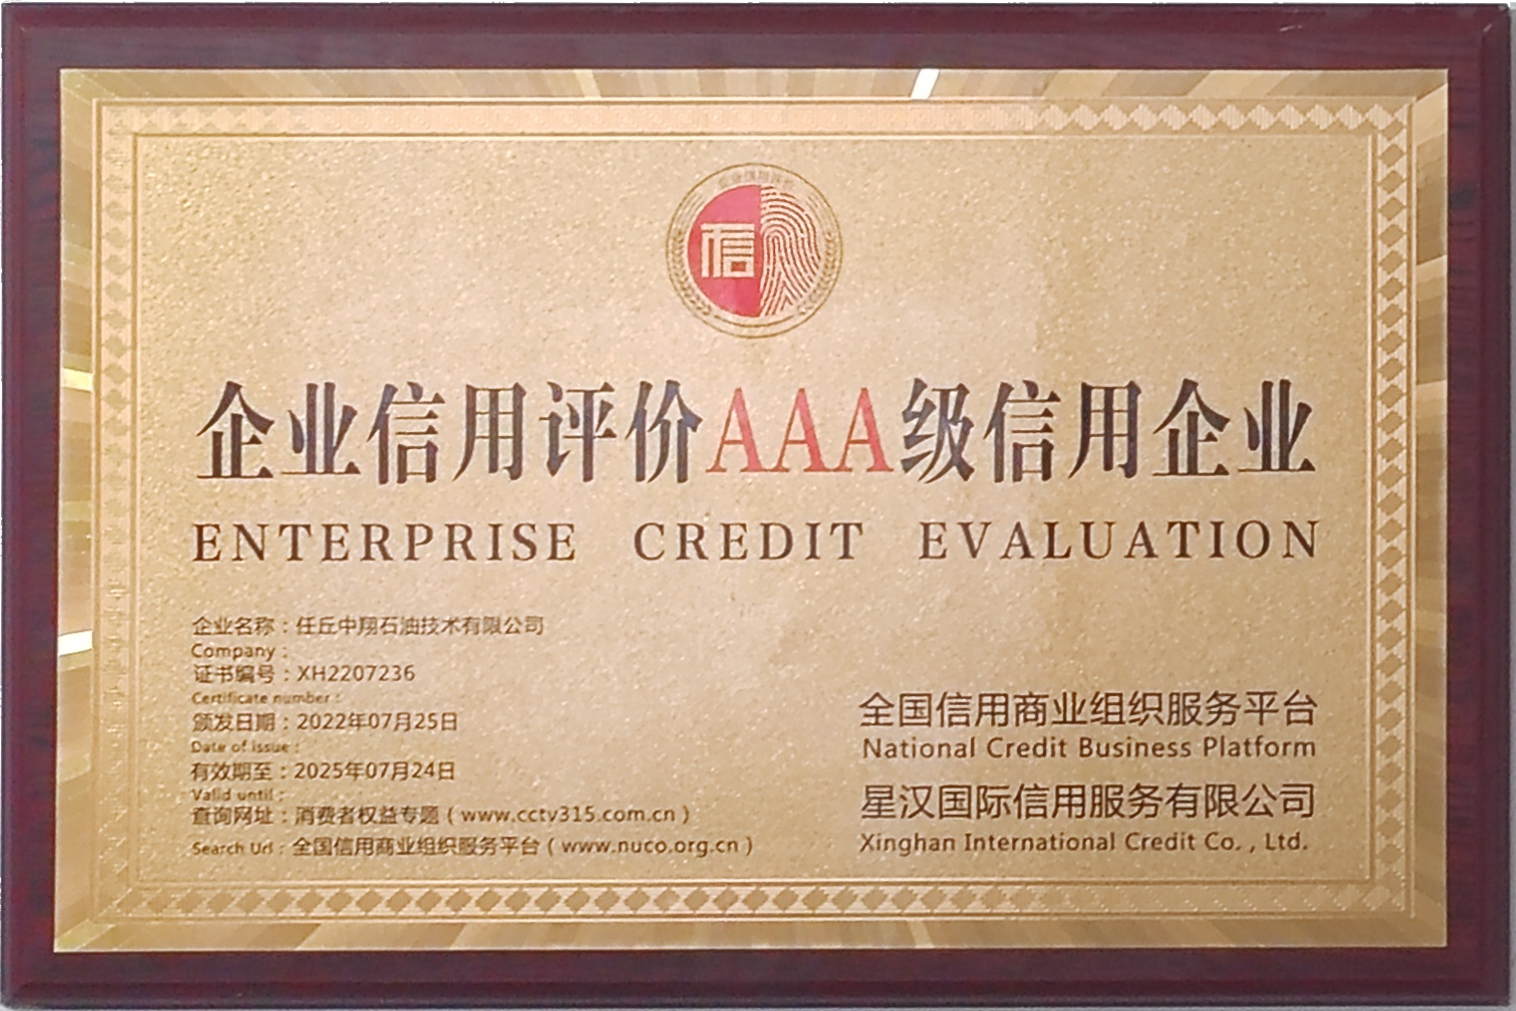 企业信用评价
信
企业信用评价AAA级信用企业
ENTERPRISE CREDIT EVALUATION
企业名称：任丘中翔石油技术有限公司
Company：
证书编号：XH2207236
Certificate number：
颁发日期：2022年07月25日
Date of issue：
有效期至：2025年07月24日
Valid until：
查询网址：消费者权益专题（www.cctv315.com.cn）
Search Url：全国信用商业组织服务平台（www.nuco.org.cn）
全国信用商业组织服务平台
National Credit Business Platform
星汉国际信用服务有限公司
Xinghan International Credit Co. , Ltd.